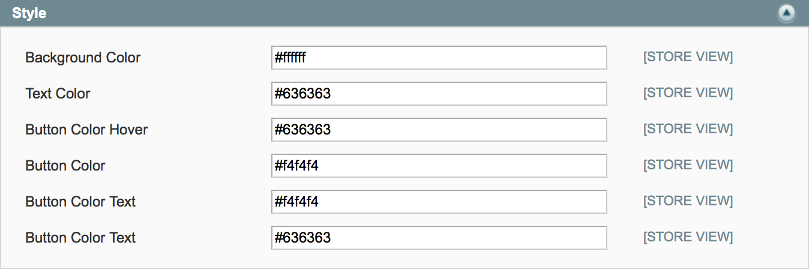 Style
Background Color #ffffff [STORE VIEW]
Text Color #636363 [STORE VIEW]
Button Color Hover #636363 [STORE VIEW]
Button Color #f4f4f4 [STORE VIEW]
Button Color Text #f4f4f4 [STORE VIEW]
Button Color Text #636363 [STORE VIEW]